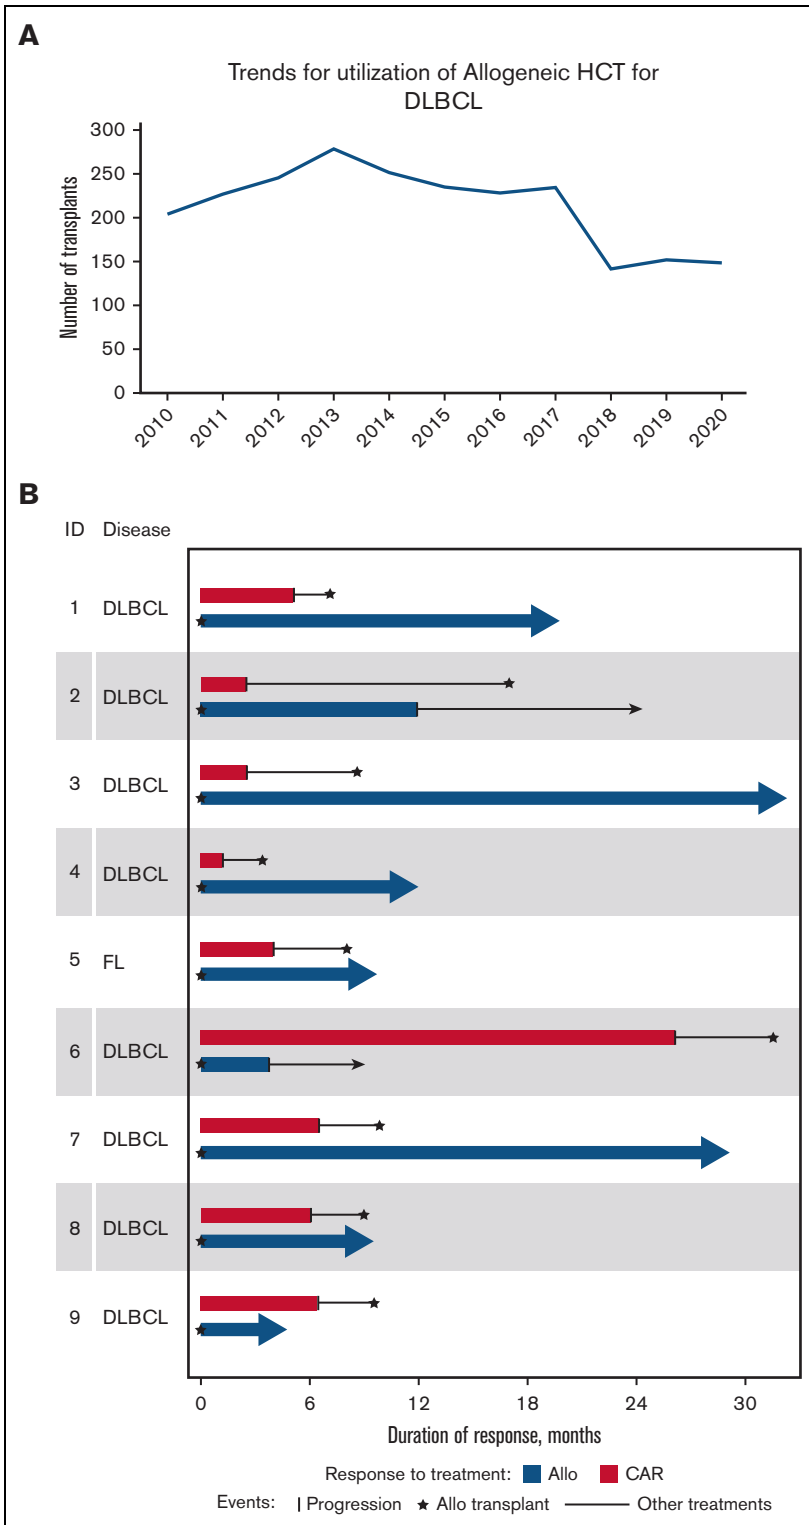 A
Trends for utilization of Allogeneic HCT for
DLBCL
Number of transplants
300
250
200
150
100
50
0
2010 2011 2012 2013 2014 2015 2016 2017 2018 2019 2020
B
ID Disease
1 DLBCL
2 DLBCL
3 DLBCL
4 DLBCL
5 FL
6 DLBCL
7 DLBCL
8 DLBCL
9 DLBCL
0 6 12 18 24 30
Duration of response, months
Response to treatment: Allo CAR
Events: Progression Allo transplant Other treatments